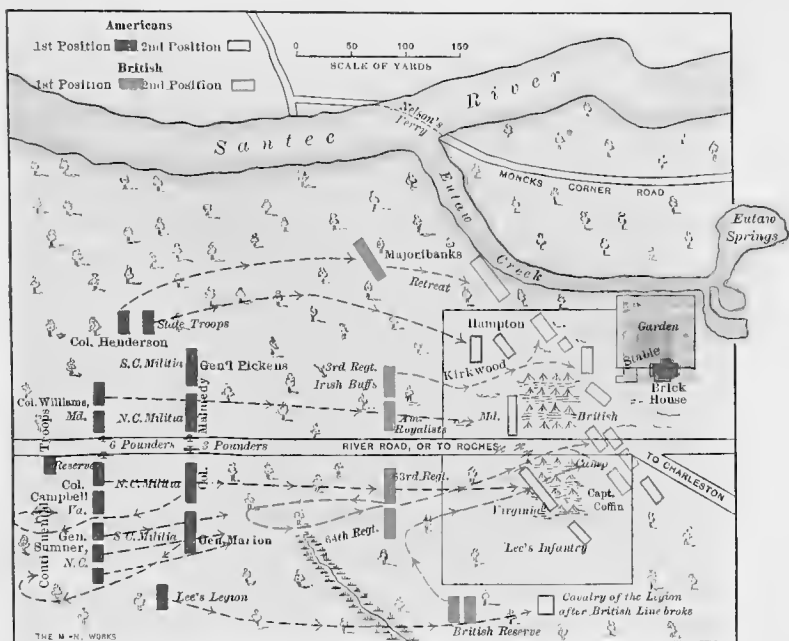 Americans
1st Position 2nd Position
British
1st Position 2nd Position
0 50 100 150
SCALE OF YARDS
River
Santec
Nelson's
Ferry
MONCKS CORNER ROAD
Eutaw
Creek
Eutaw
Springs
Majoribanks
Retreat
State Troops
Col. Henderson
Hampton
Kirkwood
Garden
Stable
Brick
House
S.C. Militia
Gen'l Pickens
3rd Regt.
Irish Buffs
Col. Williams,
Md.
N.C. Militia
Malmedy
Am.
Royalists
Md.
British
Troops
6 Pounders
3 Pounders
RIVER ROAD, OR TO ROCHES
TO CHARLESTON
Reserve
Col.
Campbell
Va.
N.C. Militia
Col.
63rd Regt.
Camp
Capt.
Coffin
Continental
Gen.
Sumner,
N.C.
S.C. Militia
Gen. Marion
64th Regt.
Virginia
Lee's Infantry
Lee's Legion
British Reserve
Cavalry of the Legion
after British Line broke
THE M.-N. WORKS